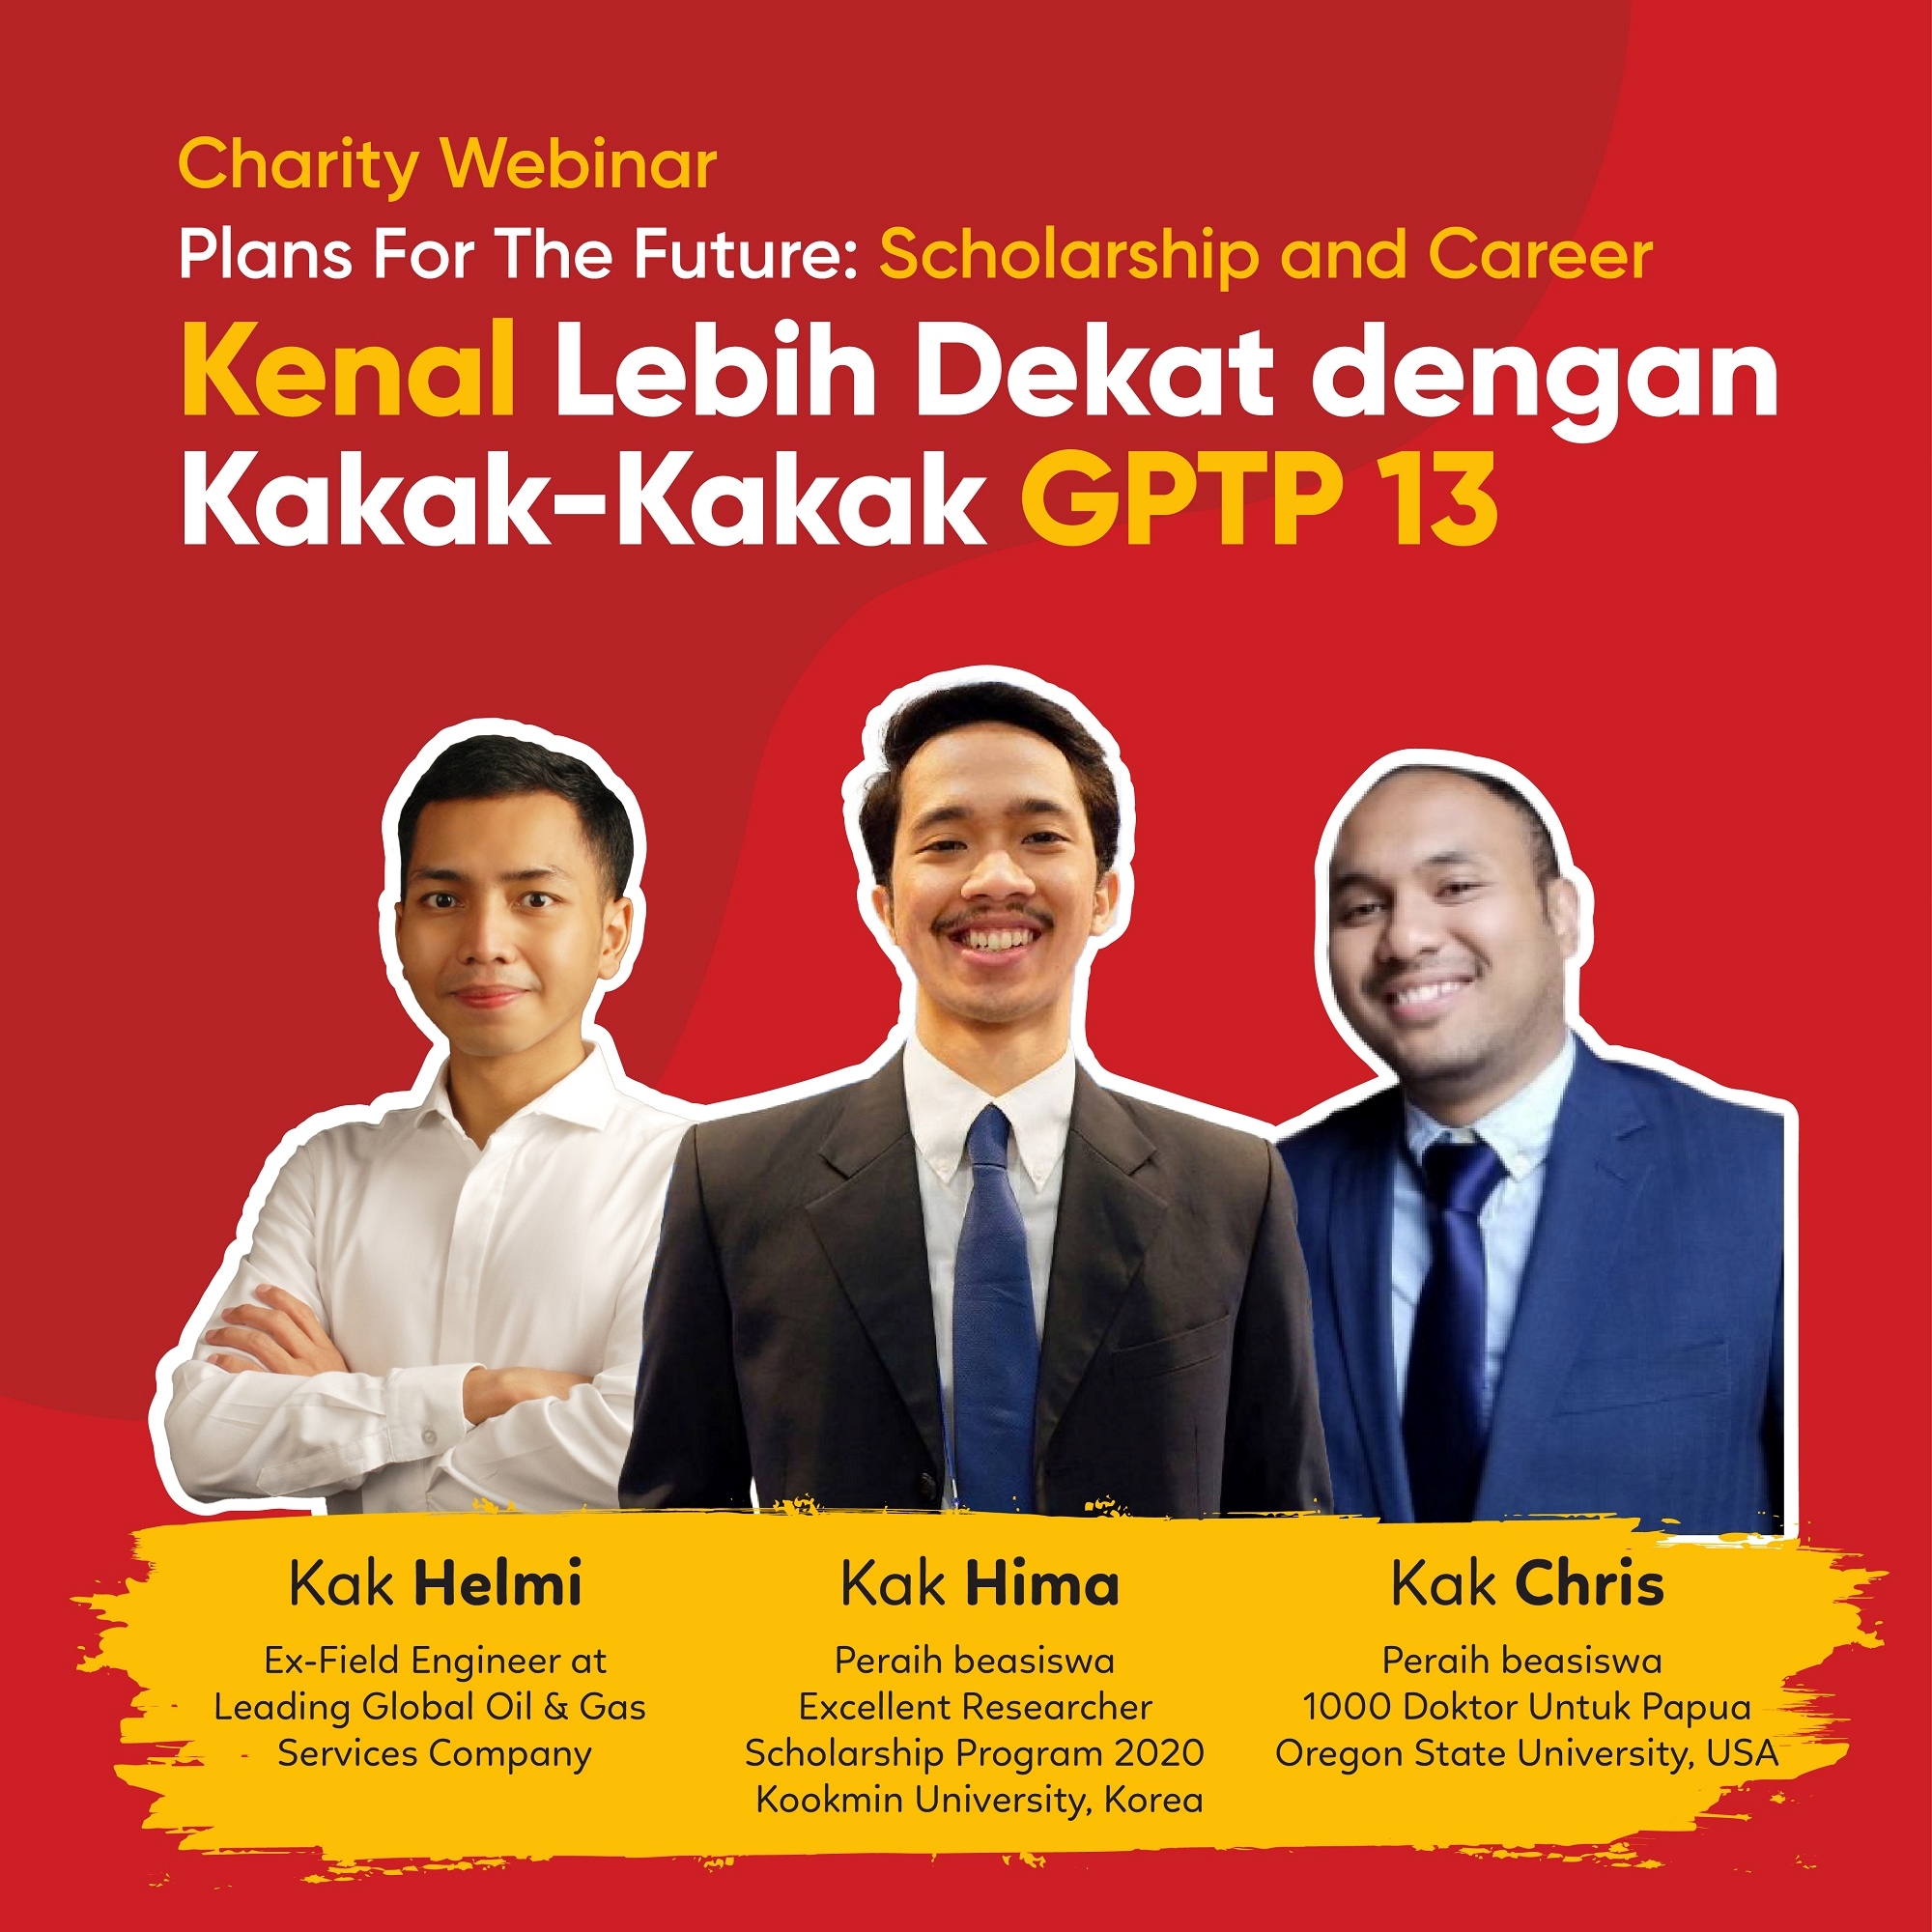 Charity Webinar
Plans For The Future: Scholarship and Career
Kenal Lebih Dekat dengan
Kakak-Kakak GPTP 13
Kak Helmi
Ex-Field Engineer at
Leading Global Oil & Gas
Services Company
Kak Hima
Peraih beasiswa
Excellent Researcher
Scholarship Program 2020
Kookmin University, Korea
Kak Chris
Peraih beasiswa
1000 Doktor Untuk Papua
Oregon State University, USA